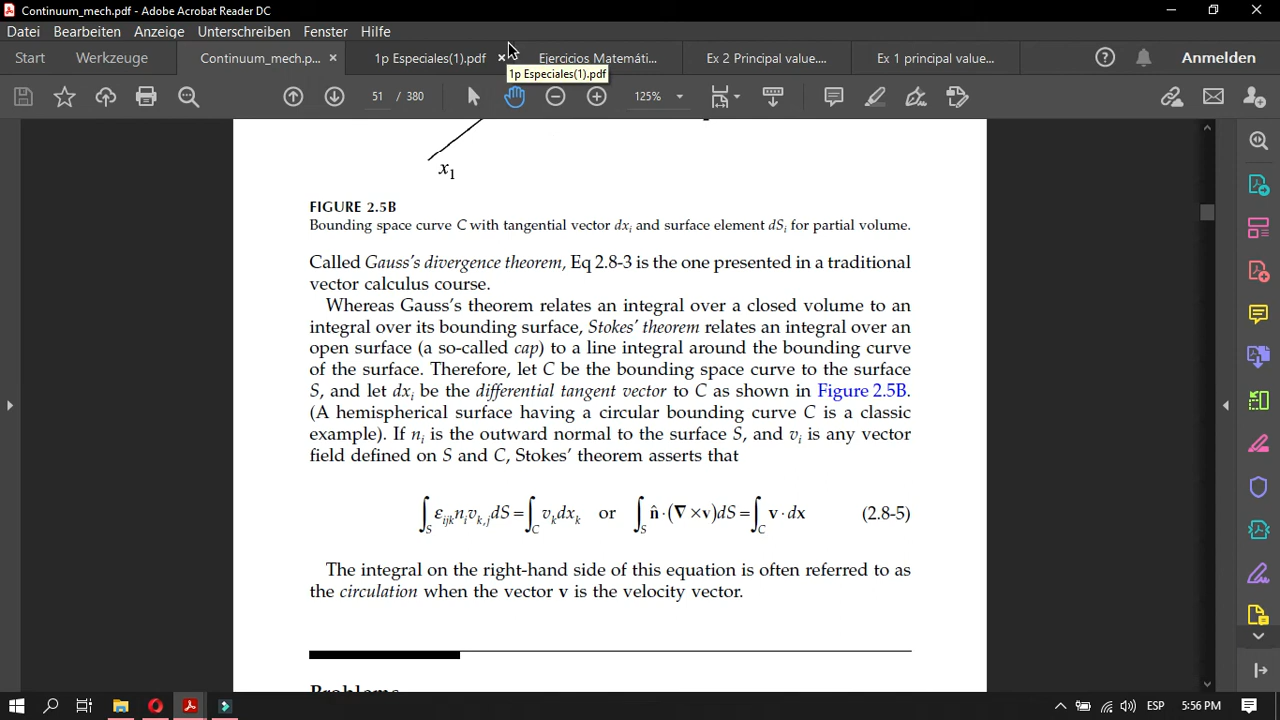 Continuum_mech.pdf - Adobe Acrobat Reader DC
Datei Bearbeiten Anzeige Unterschreiben Fenster Hilfe
Start Werkzeuge Continuum_mech.p... × 1p Especiales(1).pdf × Ejercicios Matemáti... Ex 2 Principal value.... Ex 1 principal value... Anmelden
1p Especiales(1).pdf
51 / 380 125%
x1
FIGURE 2.5B
Bounding space curve C with tangential vector dxi and surface element dSi for partial volume.
Called Gauss's divergence theorem, Eq 2.8-3 is the one presented in a traditional
vector calculus course.
Whereas Gauss's theorem relates an integral over a closed volume to an
integral over its bounding surface, Stokes' theorem relates an integral over an
open surface (a so-called cap) to a line integral around the bounding curve
of the surface. Therefore, let C be the bounding space curve to the surface
S, and let dxi be the differential tangent vector to C as shown in Figure 2.5B.
(A hemispherical surface having a circular bounding curve C is a classic
example). If ni is the outward normal to the surface S, and vi is any vector
field defined on S and C, Stokes' theorem asserts that
∫S εijk ni vk,j dS = ∫C vk dxk or ∫S n̂ · (∇ × v)dS = ∫C v · dx (2.8-5)
The integral on the right-hand side of this equation is often referred to as
the circulation when the vector v is the velocity vector.
Problems
ESP 5:56 PM